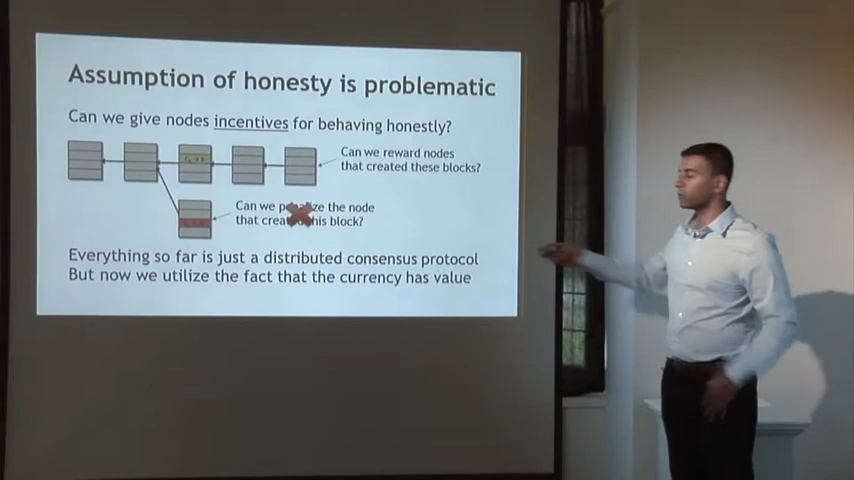 Assumption of honesty is problematic
Can we give nodes incentives for behaving honestly?
Can we reward nodes
that created these blocks?
Can we the node
that block?
Everything so far is just a distributed consensus protocol
But now we utilize the fact that the currency has value